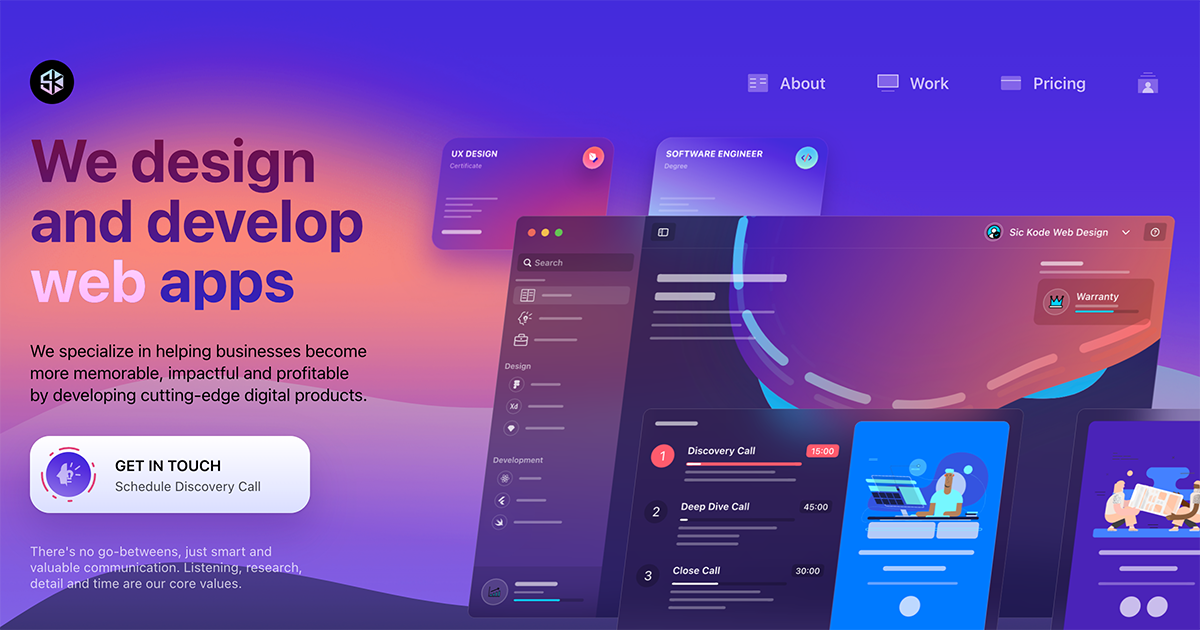 About
Work
Pricing
We design
and develop
web apps
We specialize in helping businesses become
more memorable, impactful and profitable
by developing cutting-edge digital products.
GET IN TOUCH
Schedule Discovery Call
There's no go-betweens, just smart and
valuable communication. Listening, research,
detail and time are our core values.
UX DESIGN
Certificate
SOFTWARE ENGINEER
Degree
Sic Kode Web Design
Search
Warranty
Design
Xd
Development
1
Discovery Call
15:00
2
Deep Dive Call
45:00
3
Close Call
30:00